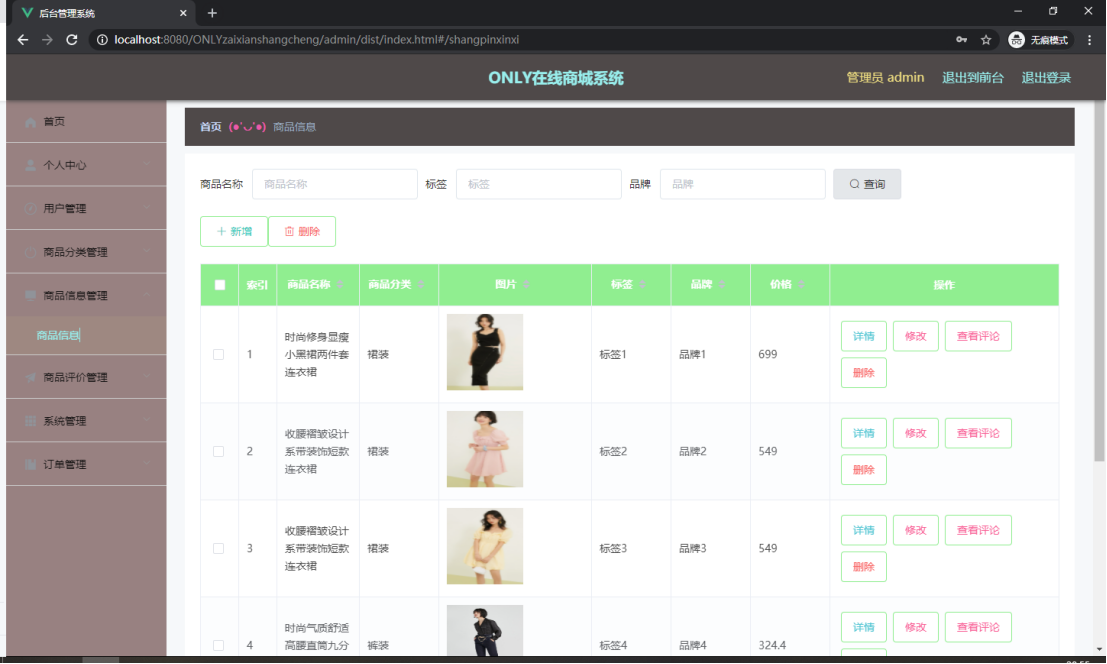 后台管理系统
localhost:8080/ONLYzaixianshangcheng/admin/dist/index.html#/shangpinxinxi
无痕模式
ONLY在线商城系统
管理员 admin 退出到前台 退出登录
首页
个人中心
用户管理
商品分类管理
商品信息管理
商品信息
商品评价管理
系统管理
订单管理
首页 (●'◡'●) 商品信息
商品名称 商品名称 标签 标签 品牌 品牌 查询
新增 删除
索引 商品名称 商品分类 图片 标签 品牌 价格 操作
1 时尚修身显瘦小黑裙两件套连衣裙 裙装 标签1 品牌1 699 详情 修改 查看评论
删除
2 收腰褶皱设计系带装饰短款连衣裙 裙装 标签2 品牌2 549 详情 修改 查看评论
删除
3 收腰褶皱设计系带装饰短款连衣裙 裙装 标签3 品牌3 549 详情 修改 查看评论
删除
4 时尚气质舒适高腰直筒九分 裤装 标签4 品牌4 324.4 详情 修改 查看评论